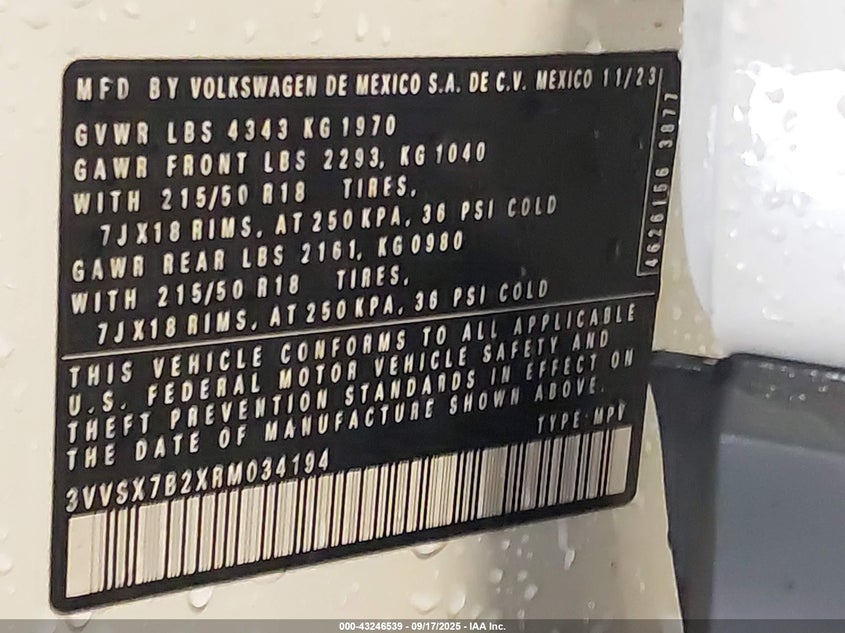 MFD BY VOLKSWAGEN DE MEXICO S.A. DE C.V. MEXICO 11/23
GVWR LBS 4343 KG 1970
GAWR FRONT LBS 2293, KG 1040
WITH 215/50 R18 TIRES,
7JX18 RIMS, AT 250 KPA, 36 PSI COLD
GAWR REAR LBS 2161, KG 0980
WITH 215/50 R18 TIRES,
7JX18 RIMS, AT 250 KPA, 36 PSI COLD
4626156 3877
THIS VEHICLE CONFORMS TO ALL APPLICABLE
U.S. FEDERAL MOTOR VEHICLE SAFETY AND
THEFT PREVENTION STANDARDS IN EFFECT ON
THE DATE OF MANUFACTURE SHOWN ABOVE.
3VVSX7B2XRM034194 TYPE: MPV
000-43246539 - 09/17/2025 - IAA Inc.